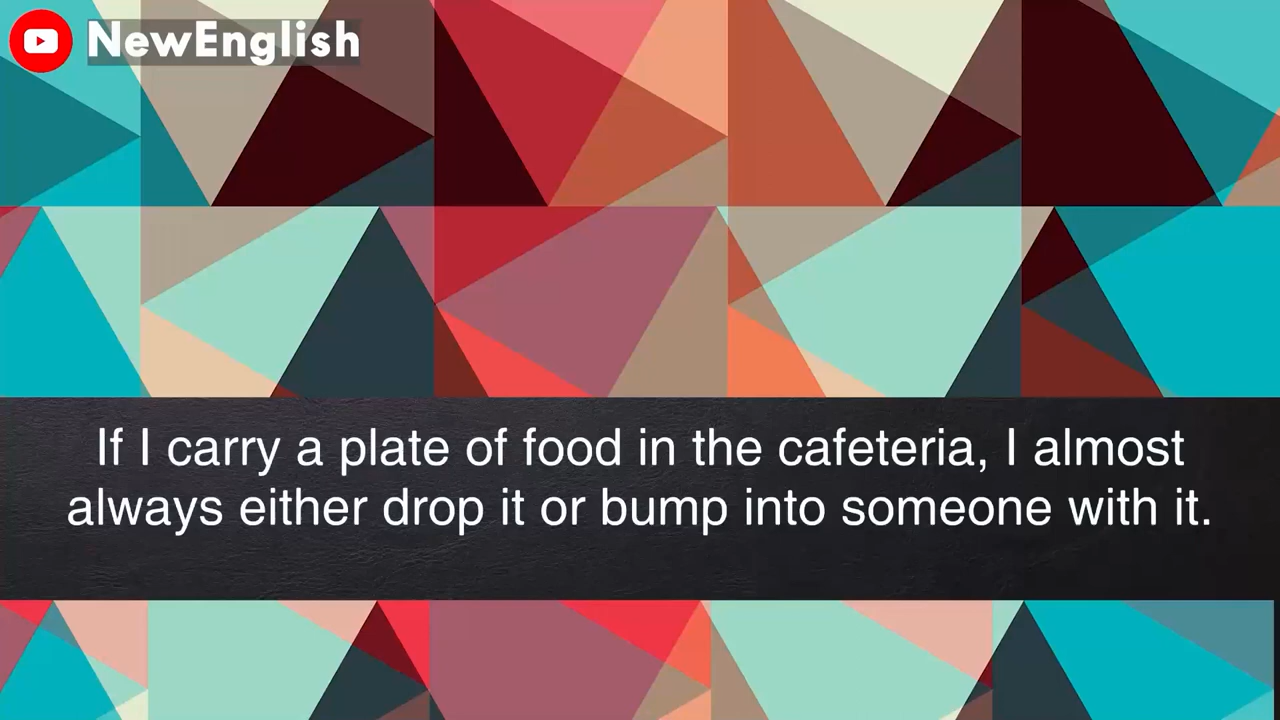 NewEnglish
If I carry a plate of food in the cafeteria, I almost
always either drop it or bump into someone with it.